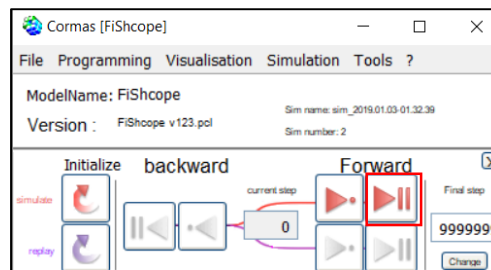 Cormas [FiShcope]
File Programming Visualisation Simulation Tools ?
ModelName: FiShcope
Sim name: sim_2019.01.03-01.32.39
Version : FiShcope v123.pcl
Sim number: 2
Initialize backward Forward
simulate current step Final step
0 9999999
replay Change